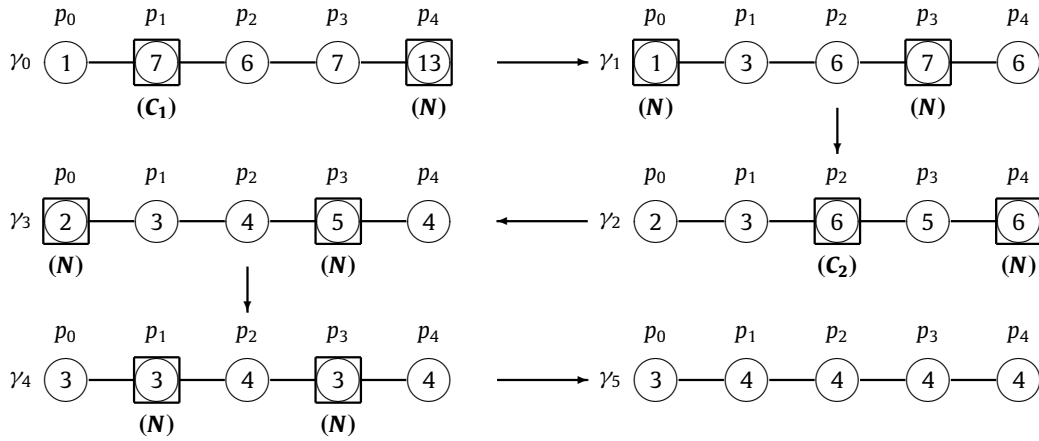 p0 p1 p2 p3 p4 p0 p1 p2 p3 p4
γ0 1 7 6 7 13 γ1 1 3 6 7 6
(C1) (N) (N) (N)
p0 p1 p2 p3 p4 p0 p1 p2 p3 p4
γ3 2 3 4 5 4 γ2 2 3 6 5 6
(N) (N) (C2) (N)
p0 p1 p2 p3 p4 p0 p1 p2 p3 p4
γ4 3 3 4 3 4 γ5 3 4 4 4 4
(N) (N)